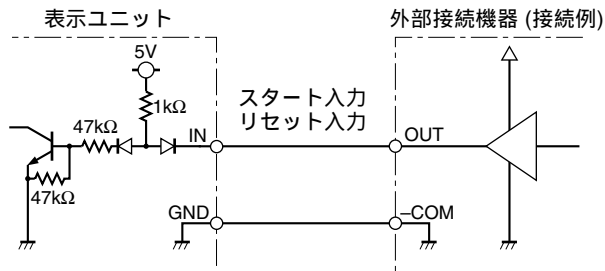 表示ユニット
外部接続機器 (接続例)
5V
1kΩ
スタート入力
リセット入力
47kΩ
IN
OUT
47kΩ
GND
–COM